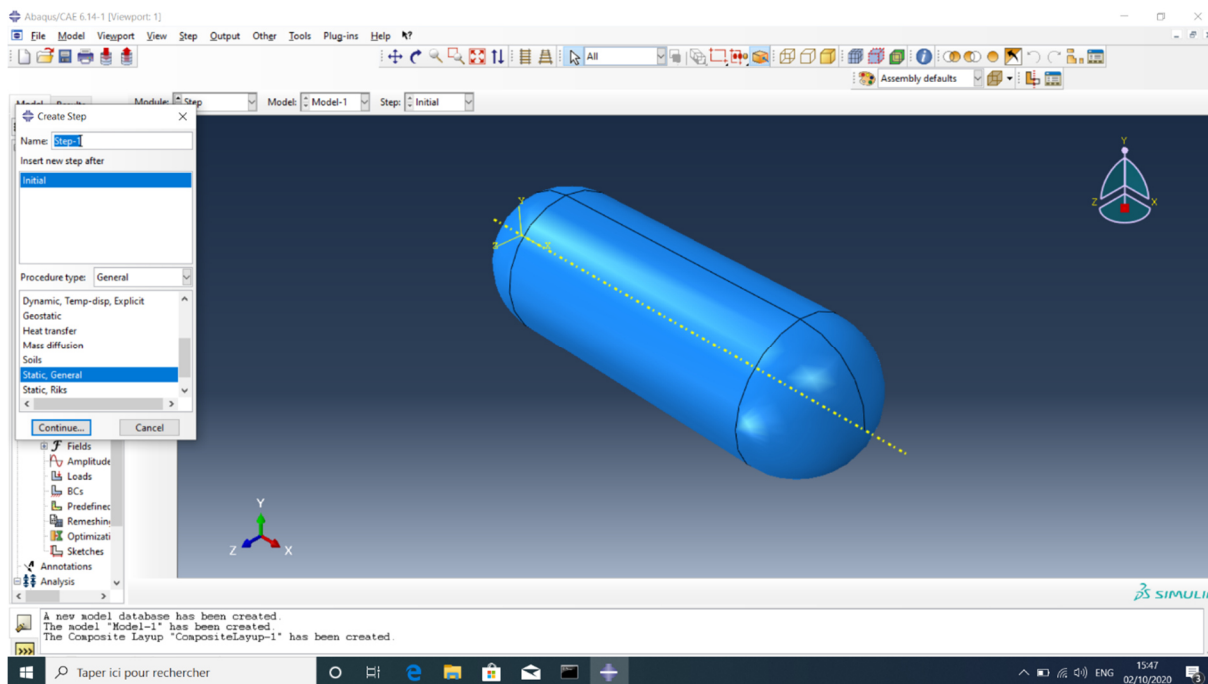 Abaqus/CAE 6.14-1 [Viewport: 1]
File Model Viewport View Step Output Other Tools Plug-ins Help
All
Assembly defaults
Model Results Module: Step Model: Model-1 Step: Initial
Create Step
Name: Step-1
Insert new step after
Initial
Procedure type: General
Dynamic, Temp-disp, Explicit
Geostatic
Heat transfer
Mass diffusion
Soils
Static, General
Static, Riks
Continue... Cancel
Fields
Amplitude
Loads
BCs
Predefined
Remeshin
Optimizati
Sketches
Annotations
Analysis
Y
Z
X
Y
Z
X
Y
Z
X
SIMULI
A new model database has been created.
The model "Model-1" has been created.
The Composite Layup "CompositeLayup-1" has been created.
>>>
Taper ici pour rechercher
ENG
15:47
02/10/2020
3